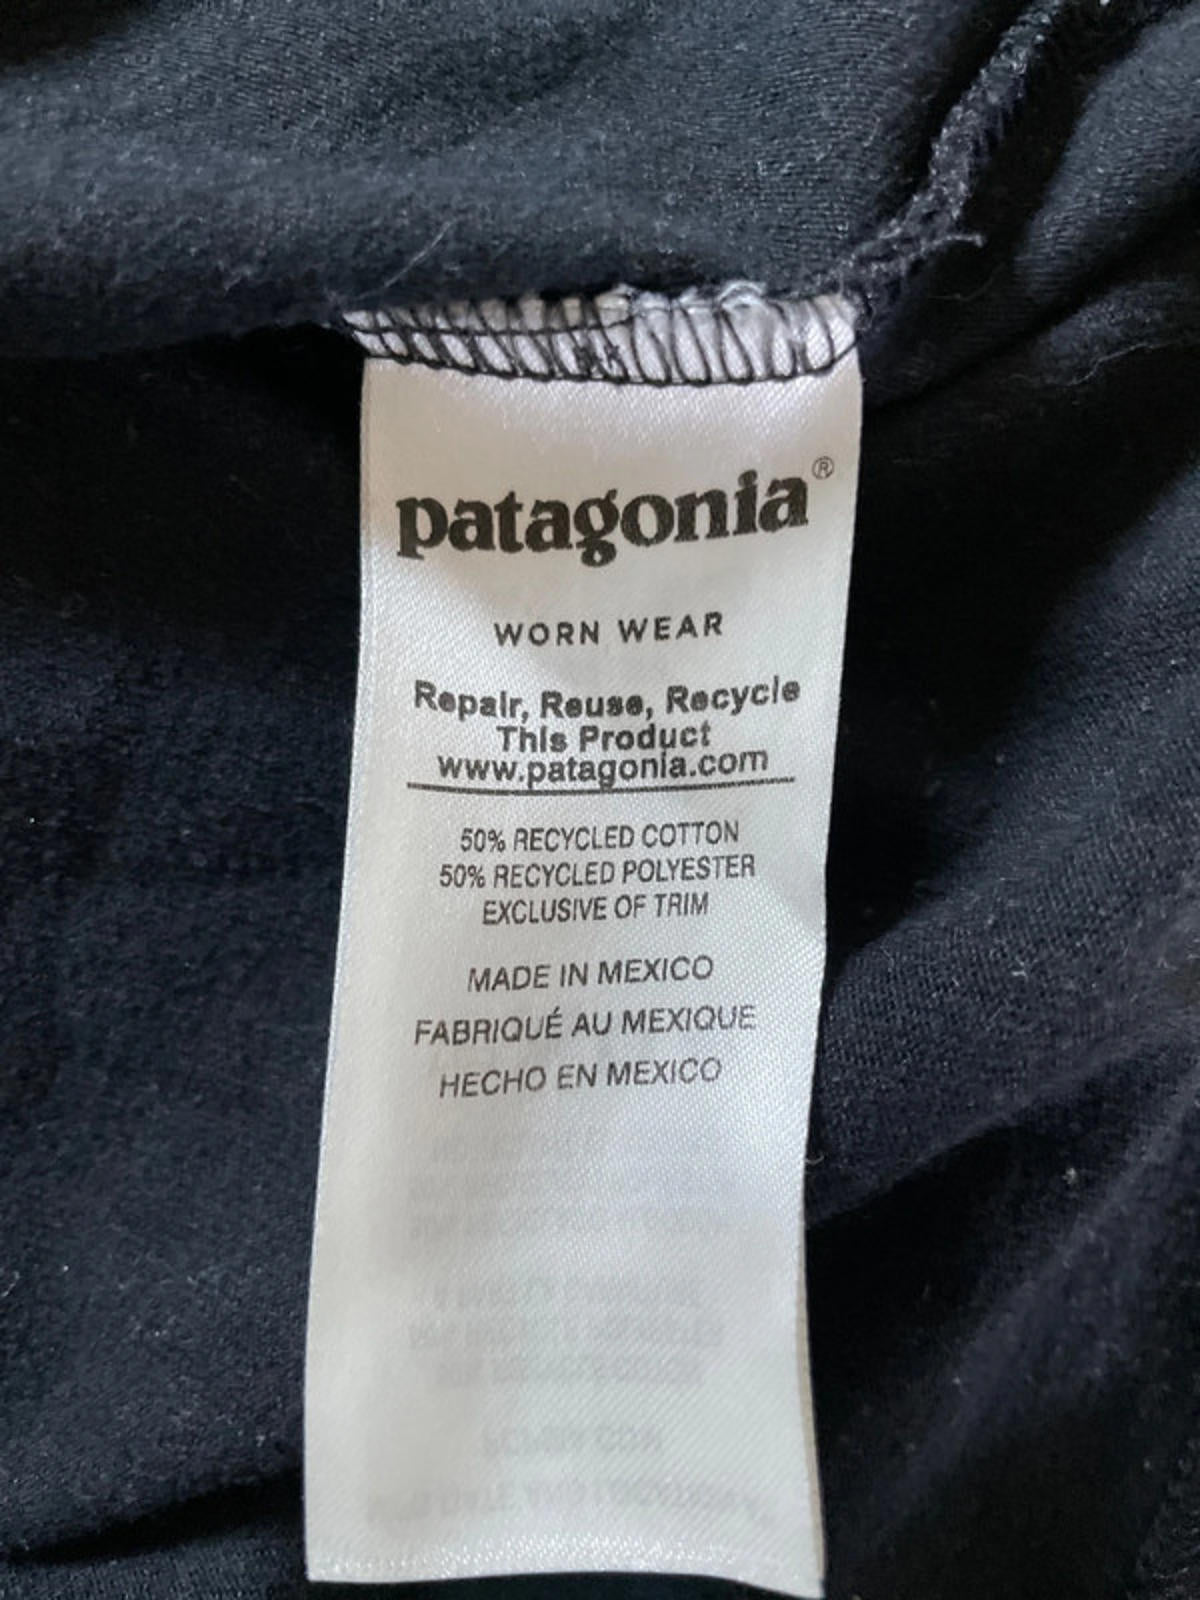 patagonia®
WORN WEAR
Repair, Reuse, Recycle
This Product
www.patagonia.com
50% RECYCLED COTTON
50% RECYCLED POLYESTER
EXCLUSIVE OF TRIM
MADE IN MEXICO
FABRIQUÉ AU MEXIQUE
HECHO EN MEXICO